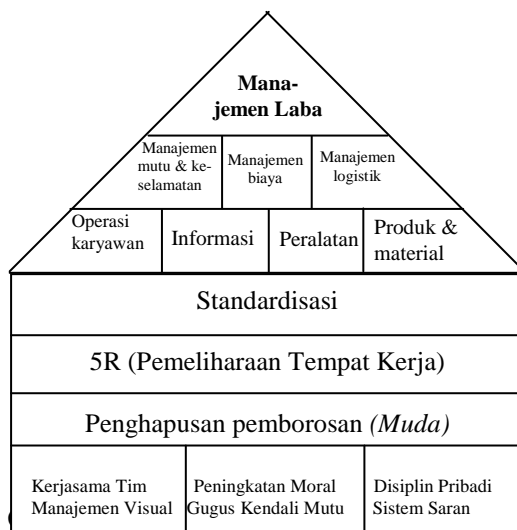 Mana-
jemen Laba
Manajemen
mutu & ke-
selamatan
Manajemen
biaya
Manajemen
logistik
Operasi
karyawan
Informasi
Peralatan
Produk &
material
Standardisasi
5R (Pemeliharaan Tempat Kerja)
Penghapusan pemborosan (Muda)
Kerjasama Tim
Manajemen Visual
Peningkatan Moral
Gugus Kendali Mutu
Disiplin Pribadi
Sistem Saran